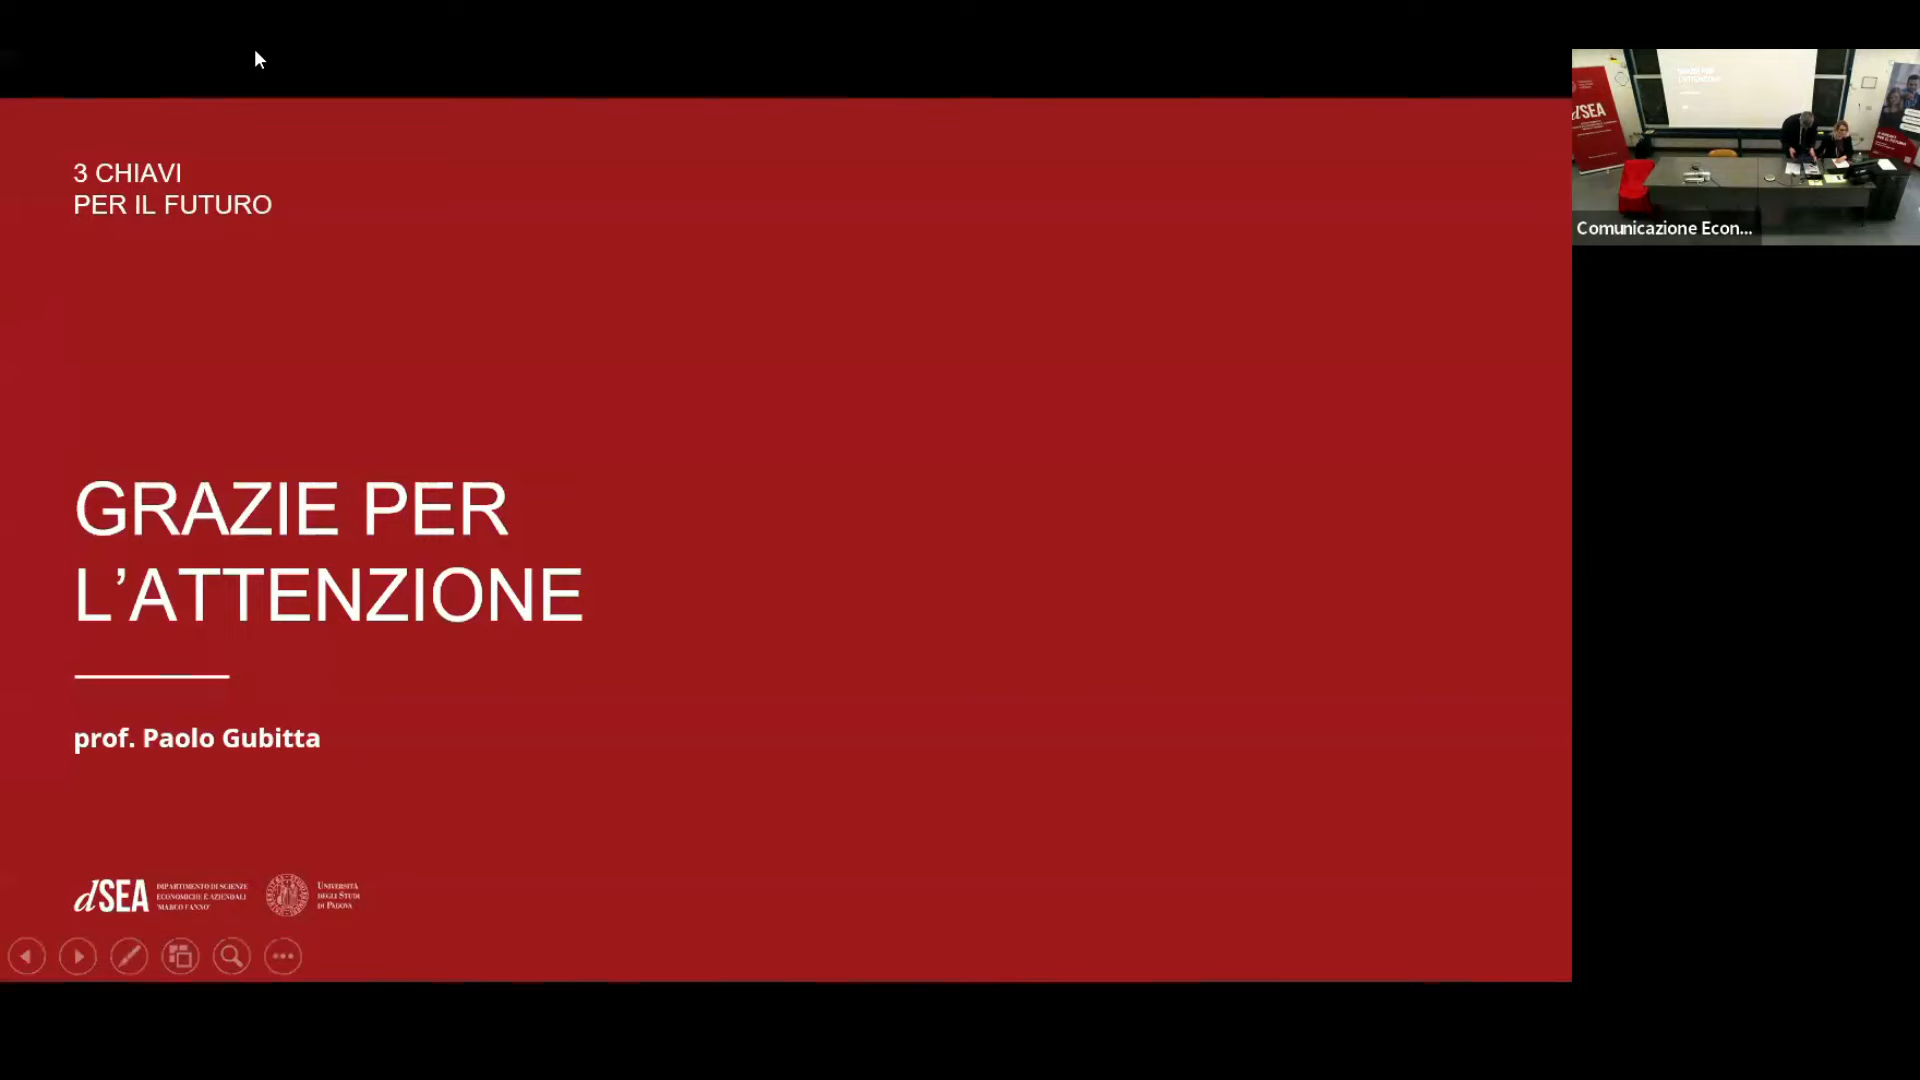 3 CHIAVI
PER IL FUTURO
GRAZIE PER
L’ATTENZIONE
prof. Paolo Gubitta
dSEA
DIPARTIMENTO DI SCIENZE
ECONOMICHE E AZIENDALI
'MARCO FANNO'
UNIVERSITÀ
DEGLI STUDI
DI PADOVA
dSEA
Comunicazione Econ...